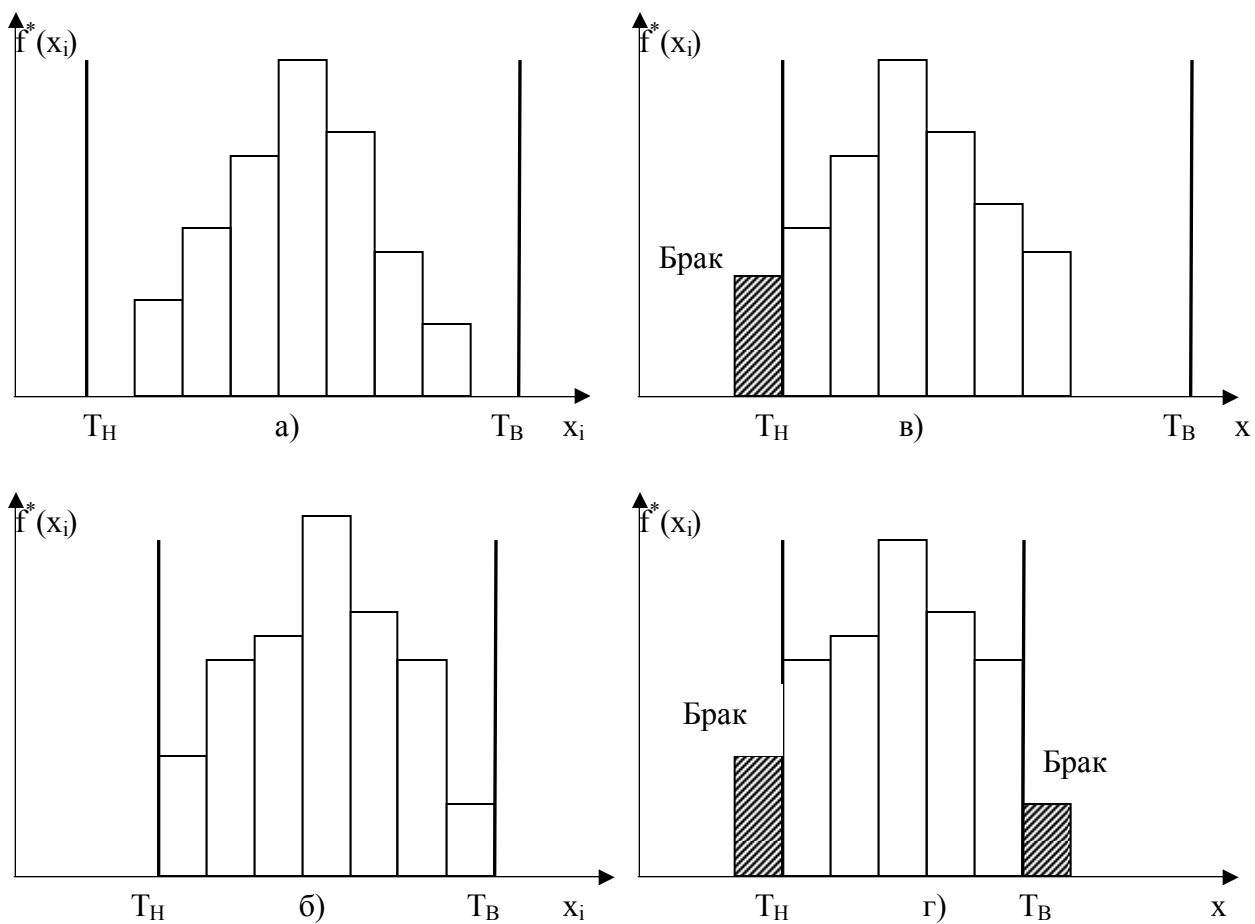 f*(xᵢ)
f*(xᵢ)
Брак
Tн а) Tв xᵢ
Tн в) Tв x
f*(xᵢ)
f*(xᵢ)
Брак
Брак
Tн б) Tв xᵢ
Tн г) Tв x